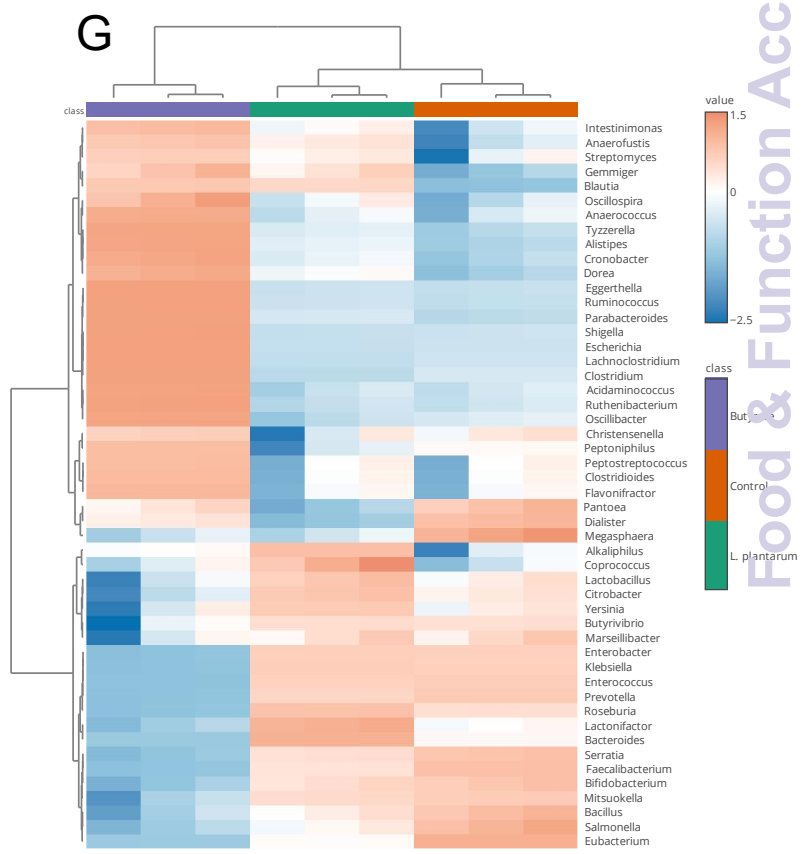 G
class
value
1.5
0
−2.5
class
Butyrate
Control
L. plantarum
Intestinimonas
Anaerofustis
Streptomyces
Gemmiger
Blautia
Oscillospira
Anaerococcus
Tyzzerella
Alistipes
Cronobacter
Dorea
Eggerthella
Ruminococcus
Parabacteroides
Shigella
Escherichia
Lachnoclostridium
Clostridium
Acidaminococcus
Ruthenibacterium
Oscillibacter
Christensenella
Peptoniphilus
Peptostreptococcus
Clostridioides
Flavonifractor
Pantoea
Dialister
Megasphaera
Alkaliphilus
Coprococcus
Lactobacillus
Citrobacter
Yersinia
Butyrivibrio
Marseillibacter
Enterobacter
Klebsiella
Enterococcus
Prevotella
Roseburia
Lactonifactor
Bacteroides
Serratia
Faecalibacterium
Bifidobacterium
Mitsuokella
Bacillus
Salmonella
Eubacterium
Food & Function Acc